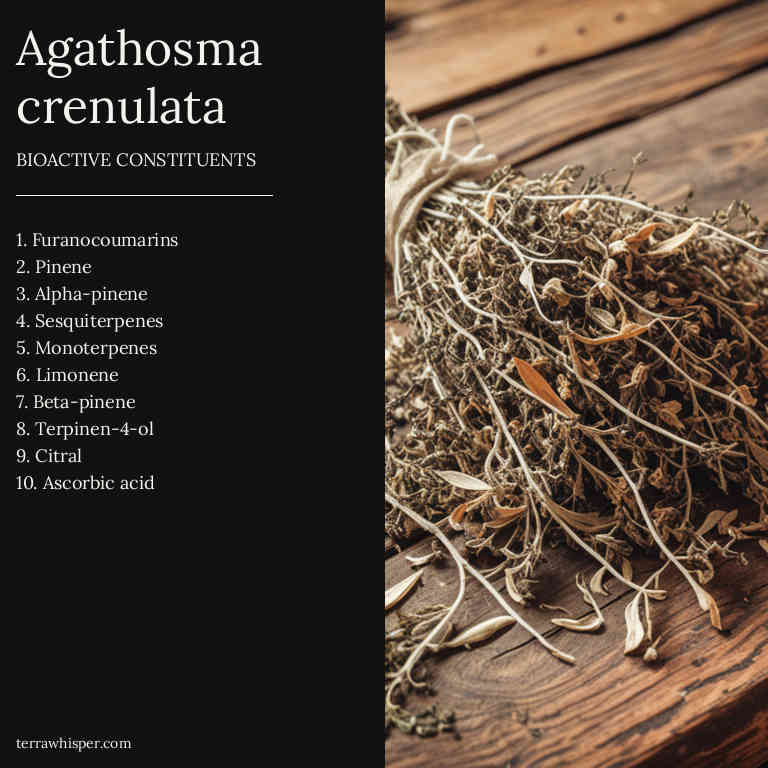 Agathosma
crenulata
BIOACTIVE CONSTITUENTS
1. Furanocoumarins
2. Pinene
3. Alpha-pinene
4. Sesquiterpenes
5. Monoterpenes
6. Limonene
7. Beta-pinene
8. Terpinen-4-ol
9. Citral
10. Ascorbic acid
terrawhisper.com